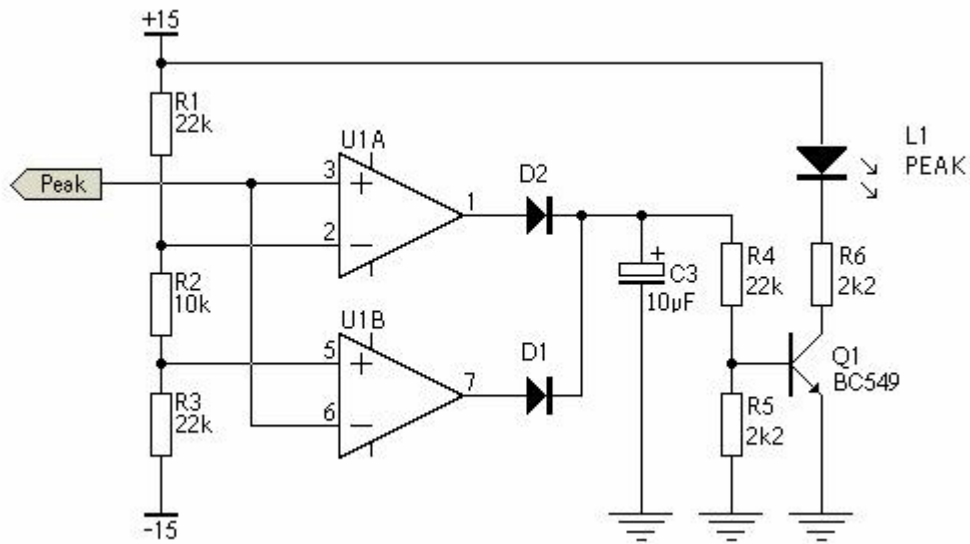 +15
R1
22k
Peak
U1A
3
+
2
−
1
D2
R2
10k
U1B
5
+
6
−
7
D1
R3
22k
-15
+
C3
10µF
R4
22k
R5
2k2
L1
PEAK
R6
2k2
Q1
BC549